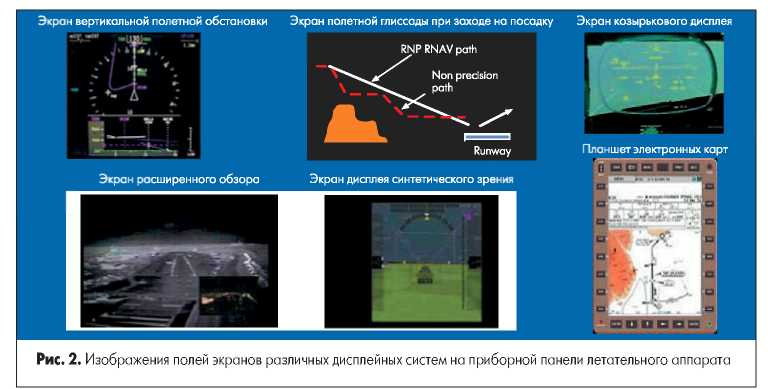 Экран вертикальной полетной обстановки
Экран полетной глиссады при заходе на посадку
Экран козырькового дисплея
RNP RNAV path
Non precision
path
Runway
Планшет электронных карт
Экран расширенного обзора
Экран дисплея синтетического зрения
Рис. 2. Изображения полей экранов различных дисплейных систем на приборной панели летательного аппарата